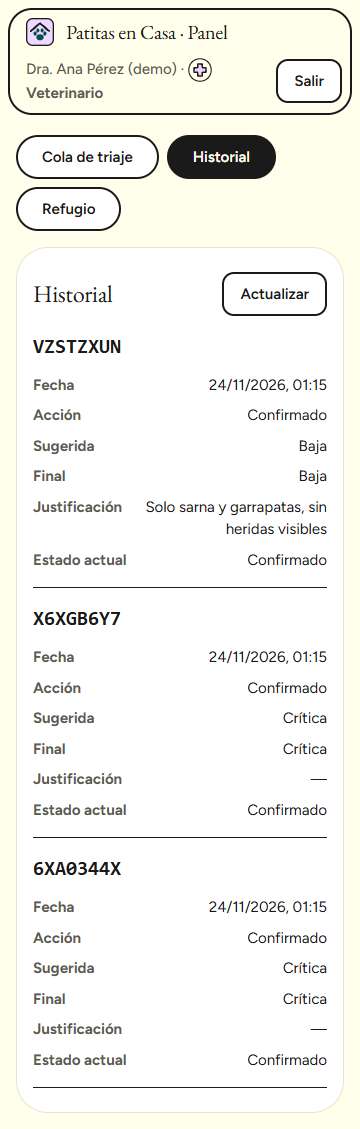 Patitas en Casa · Panel
Dra. Ana Pérez (demo) ·
Veterinario
Salir
Cola de triaje
Historial
Refugio
Historial
Actualizar
VZSTZXUN
Fecha 24/11/2026, 01:15
Acción Confirmado
Sugerida Baja
Final Baja
Justificación Solo sarna y garrapatas, sin
heridas visibles
Estado actual Confirmado
X6XGB6Y7
Fecha 24/11/2026, 01:15
Acción Confirmado
Sugerida Crítica
Final Crítica
Justificación —
Estado actual Confirmado
6XA0344X
Fecha 24/11/2026, 01:15
Acción Confirmado
Sugerida Crítica
Final Crítica
Justificación —
Estado actual Confirmado